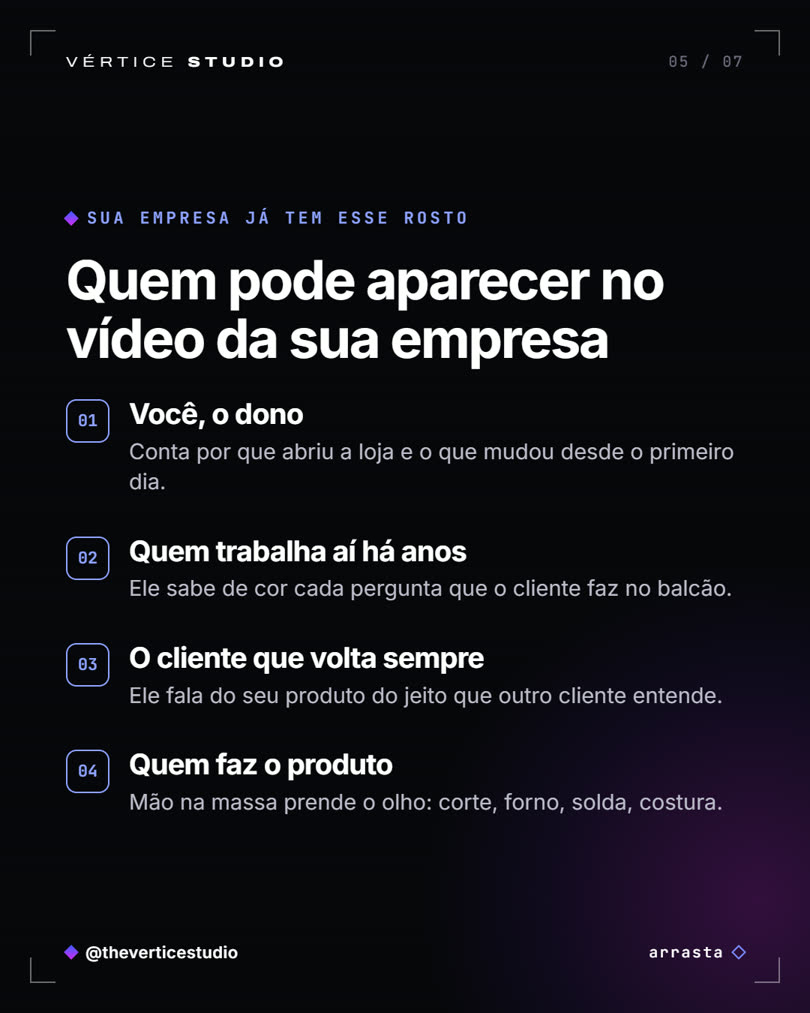 VÉRTICE STUDIO
05 / 07
SUA EMPRESA JÁ TEM ESSE ROSTO
Quem pode aparecer no
vídeo da sua empresa
01
Você, o dono
Conta por que abriu a loja e o que mudou desde o primeiro
dia.
02
Quem trabalha aí há anos
Ele sabe de cor cada pergunta que o cliente faz no balcão.
03
O cliente que volta sempre
Ele fala do seu produto do jeito que outro cliente entende.
04
Quem faz o produto
Mão na massa prende o olho: corte, forno, solda, costura.
@theverticestudio
arrasta